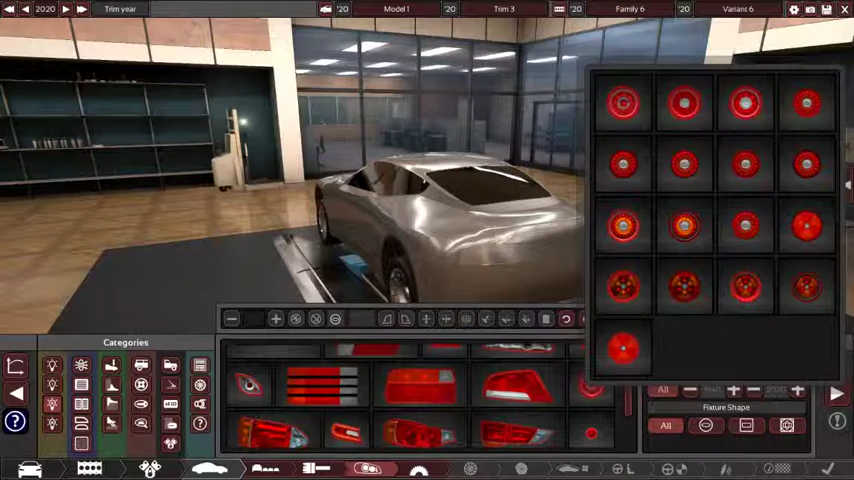 2020 Trim year '20 Model 1 '20 Trim 3 '20 Family 6 '20 Variant 6
Categories
All
Fixture Shape
All
? ?
L